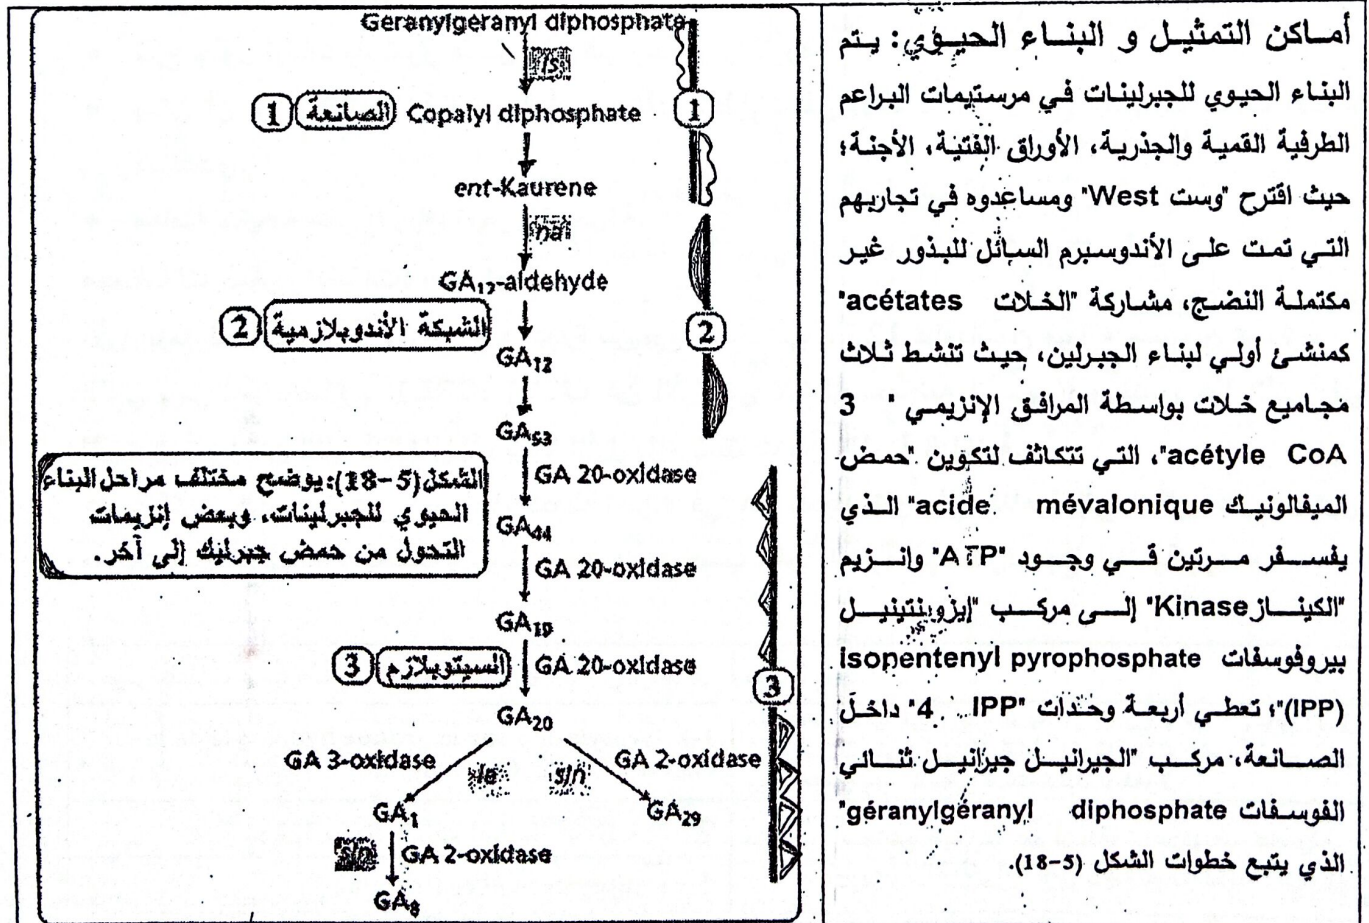 أماكن التمثيل و البناء الحيوي: يتم
البناء الحيوي للجبرلينات في مرستيمات البراعم
الطرفية القمية والجذرية، الأوراق الفتية، الأجنة؛
حيث اقترح "وست West" ومساعدوه في تجاربهم
التي تمت على الأندوسبرم السائل للبذور غير
مكتملة النضج، مشاركة "الخلات acétates"
كمنشئ أولي لبناء الجبرلين، حيث تنشط ثلاث
مجاميع خلات بواسطة المرافق الإنزيمي " 3
acétyle CoA"، التي تتكاثف لتكوين "حمض
الميفالونيك acide mévalonique" الذي
يفسفر مرتين في وجود "ATP" وانزيم
"الكيناز Kinase" إلى مركب "إيزوبنتينيل
بيروفوسفات Isopentenyl pyrophosphate
(IPP)"؛ تعطي أربعة وحدات "4 IPP" داخل
الصانعة، مركب "الجيرانيل جيرانيل ثنائي
الفوسفات géranylgéranyl diphosphate"
الذي يتبع خطوات الشكل (5-18).
Geranylgeranyl diphosphate
ls
1 الصانعة Copalyl diphosphate 1
ent-Kaurene
na
GA12-aldehyde
2 الشبكة الأندوبلازمية 2
GA12
GA53
GA 20-oxidase
الشكل (5-18): يوضح مختلف مراحل البناء
الحيوي للجبرلينات، وبعض إنزيمات
التحول من حمض جبرليك إلى آخر.
GA44
GA 20-oxidase
GA19
3 السيتوبلازم GA 20-oxidase 3
GA20
GA 3-oxidase le sln GA 2-oxidase
GA1 GA29
GA 2-oxidase
GA8